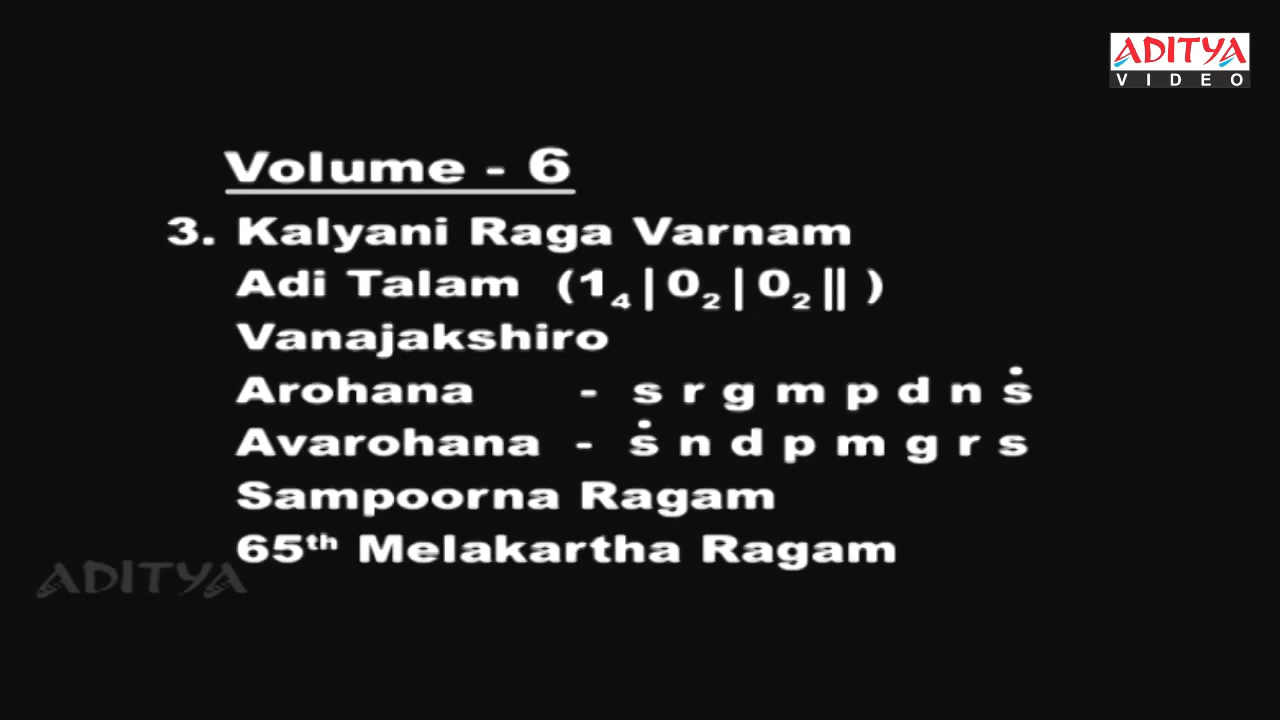 ADITYA
VIDEO
Volume - 6
3. Kalyani Raga Varnam
Adi Talam (1₄|0₂|0₂||)
Vanajakshiro
Arohana - s r g m p d n ṡ
Avarohana - ṡ n d p m g r s
Sampoorna Ragam
65th Melakartha Ragam
ADITYA